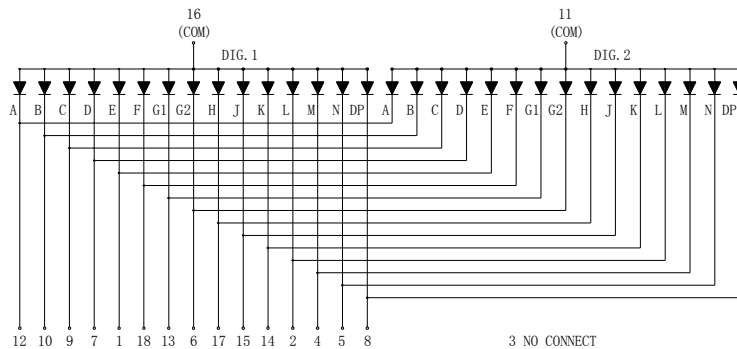 16 11
(COM) (COM)
DIG.1 DIG.2
A B C D E F G1 G2 H J K L M N DP A B C D E F G1 G2 H J K L M N DP
12 10 9 7 1 18 13 6 17 15 14 2 4 5 8 3 NO CONNECT